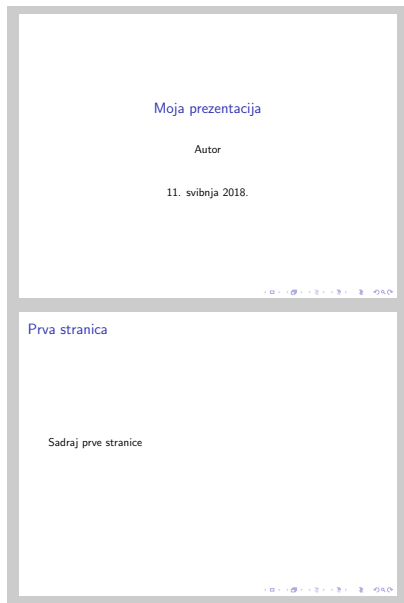 Moja prezentacija
Autor
11. svibnja 2018.
Prva stranica
Sadraj prve stranice